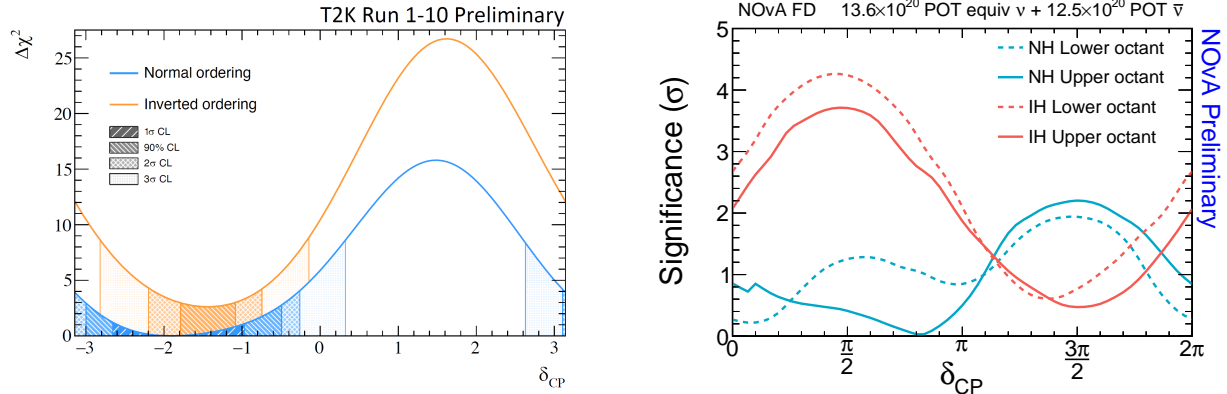 T2K Run 1-10 Preliminary
Δχ²
25
20
15
10
5
0
Normal ordering
Inverted ordering
1σ CL
90% CL
2σ CL
3σ CL
−3 −2 −1 0 1 2 3
δCP
NOvA FD 13.6×10²⁰ POT equiv ν + 12.5×10²⁰ POT ν̅
Significance (σ)
5
4
3
2
1
0
NH Lower octant
NH Upper octant
IH Lower octant
IH Upper octant
0 π/2 π 3π/2 2π
δCP
NOvA Preliminary